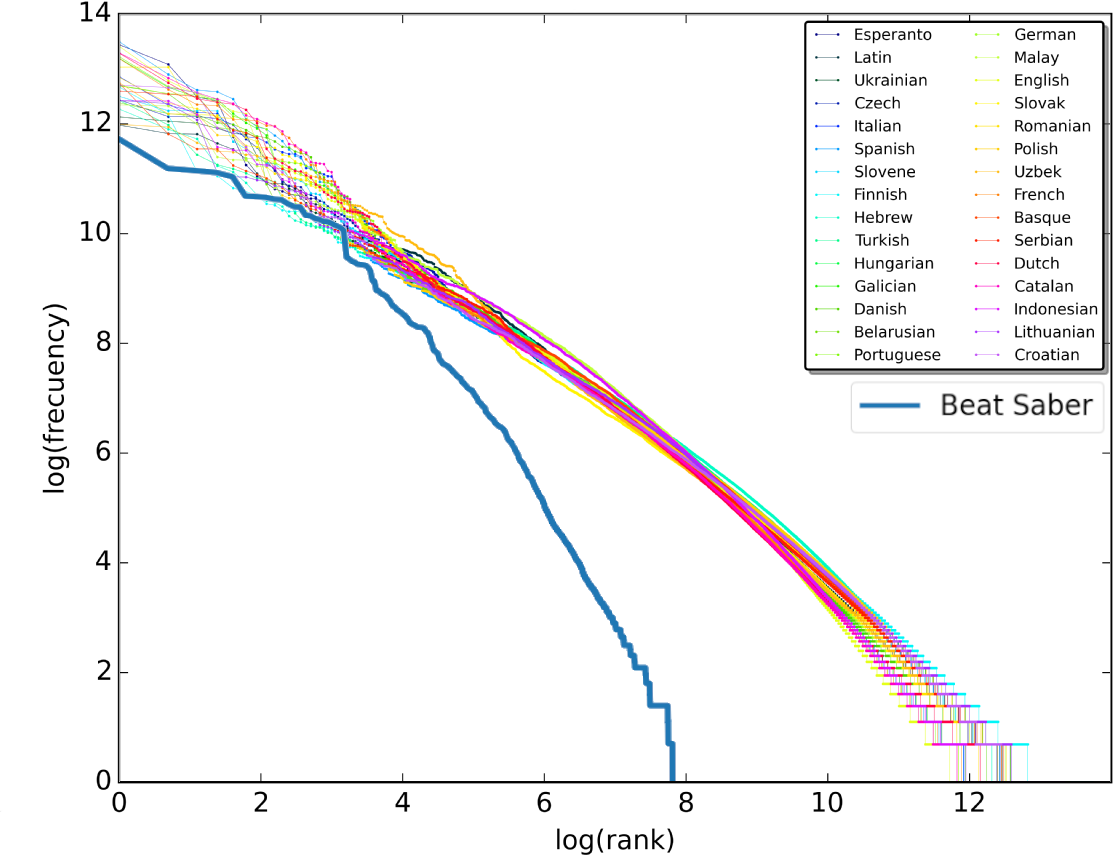 14
12
10
8
6
4
2
0
0 2 4 6 8 10 12
log(frecuency)
log(rank)
Esperanto
Latin
Ukrainian
Czech
Italian
Spanish
Slovene
Finnish
Hebrew
Turkish
Hungarian
Galician
Danish
Belarusian
Portuguese
German
Malay
English
Slovak
Romanian
Polish
Uzbek
French
Basque
Serbian
Dutch
Catalan
Indonesian
Lithuanian
Croatian
Beat Saber